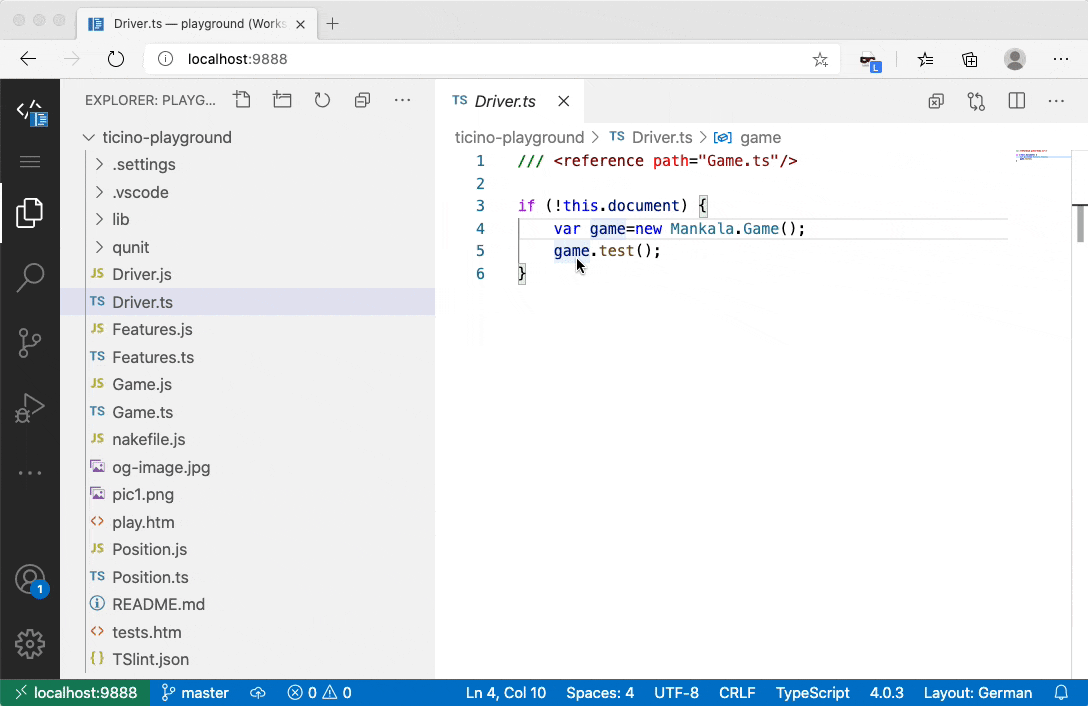 Driver.ts — playground (Works
localhost:9888
L
EXPLORER: PLAYG...
ticino-playground
.settings
.vscode
lib
qunit
JS Driver.js
TS Driver.ts
JS Features.js
TS Features.ts
JS Game.js
TS Game.ts
JS nakefile.js
og-image.jpg
pic1.png
play.htm
JS Position.js
TS Position.ts
README.md
tests.htm
TSlint.json
1
TS Driver.ts
ticino-playground > TS Driver.ts > game
1 /// <reference path="Game.ts"/>
2
3 if (!this.document) {
4 var game=new Mankala.Game();
5 game.test();
6 }
localhost:9888 master 0 0 Ln 4, Col 10 Spaces: 4 UTF-8 CRLF TypeScript 4.0.3 Layout: German